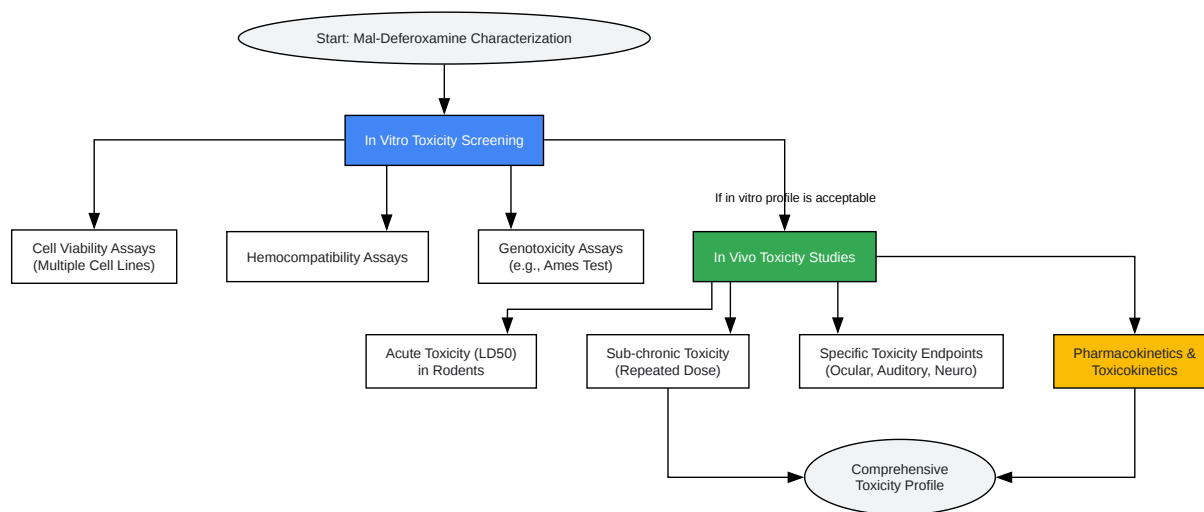 Start: Mal-Deferoxamine Characterization
In Vitro Toxicity Screening
If in vitro profile is acceptable
Cell Viability Assays
(Multiple Cell Lines)
Hemocompatibility Assays
Genotoxicity Assays
(e.g., Ames Test)
In Vivo Toxicity Studies
Acute Toxicity (LD50)
in Rodents
Sub-chronic Toxicity
(Repeated Dose)
Specific Toxicity Endpoints
(Ocular, Auditory, Neuro)
Pharmacokinetics &
Toxicokinetics
Comprehensive
Toxicity Profile